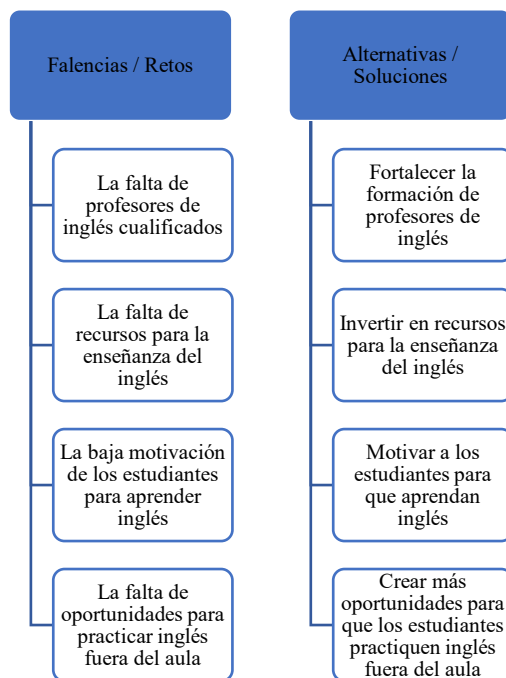 Falencias / Retos
La falta de
profesores de
inglés cualificados
La falta de
recursos para la
enseñanza del
inglés
La baja motivación
de los estudiantes
para aprender
inglés
La falta de
oportunidades para
practicar inglés
fuera del aula
Alternativas /
Soluciones
Fortalecer la
formación de
profesores de
inglés
Invertir en recursos
para la enseñanza
del inglés
Motivar a los
estudiantes para
que aprendan
inglés
Crear más
oportunidades para
que los estudiantes
practiquen inglés
fuera del aula